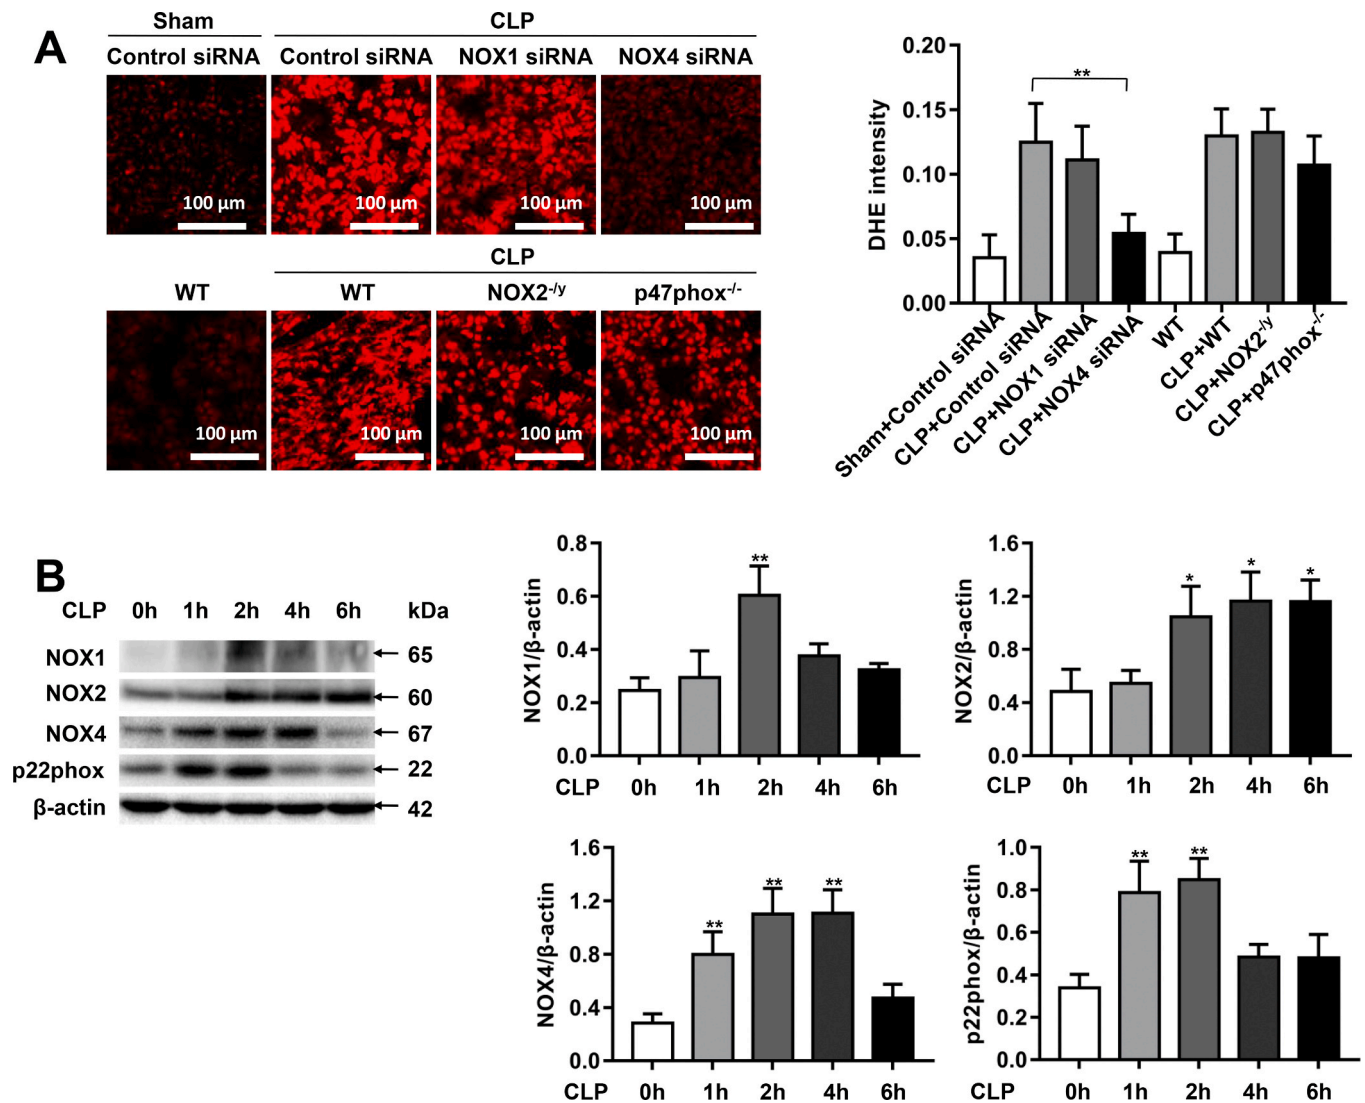 A
Sham
CLP
Control siRNA
Control siRNA
NOX1 siRNA
NOX4 siRNA
100 µm
100 µm
100 µm
100 µm
CLP
WT
WT
NOX2-/y
p47phox-/-
100 µm
100 µm
100 µm
100 µm
DHE intensity
0.20
0.15
0.10
0.05
0.00
**
Sham+Control siRNA
CLP+Control siRNA
CLP+NOX1 siRNA
CLP+NOX4 siRNA
WT
CLP+WT
CLP+NOX2-/y
CLP+p47phox-/-
B
CLP 0h 1h 2h 4h 6h kDa
NOX1 65
NOX2 60
NOX4 67
p22phox 22
β-actin 42
NOX1/β-actin
0.8
0.6
0.4
0.2
0.0
**
CLP 0h 1h 2h 4h 6h
NOX2/β-actin
1.6
1.2
0.8
0.4
0.0
* * *
CLP 0h 1h 2h 4h 6h
NOX4/β-actin
1.6
1.2
0.8
0.4
0.0
** ** **
CLP 0h 1h 2h 4h 6h
p22phox/β-actin
1.0
0.8
0.6
0.4
0.2
0.0
** **
CLP 0h 1h 2h 4h 6h